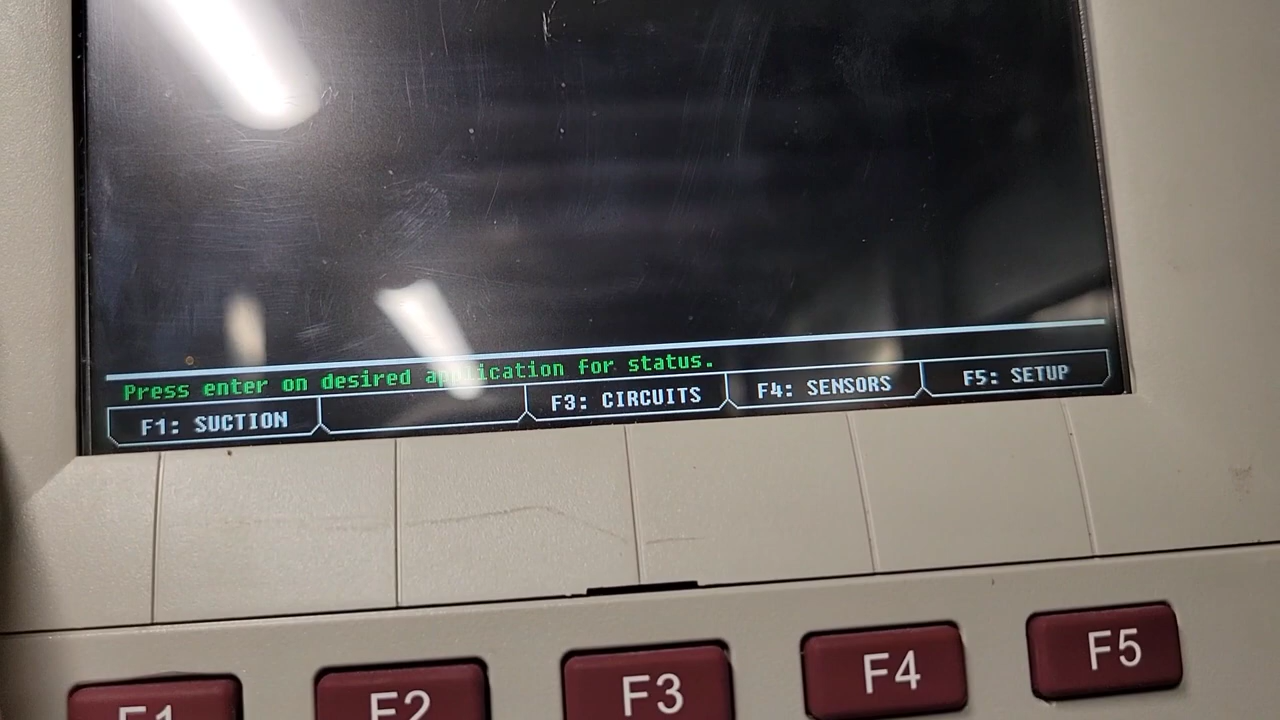 Press enter on desired application for status.
F1: SUCTION
F3: CIRCUITS
F4: SENSORS
F5: SETUP
F1
F2
F3
F4
F5